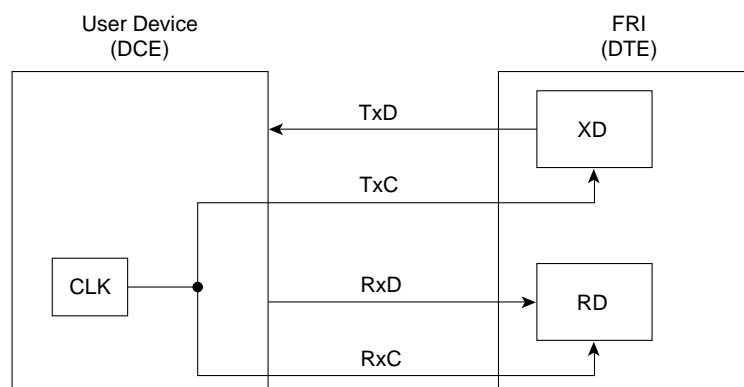 User Device
(DCE)
FRI
(DTE)
TxD
XD
TxC
CLK
RxD
RD
RxC